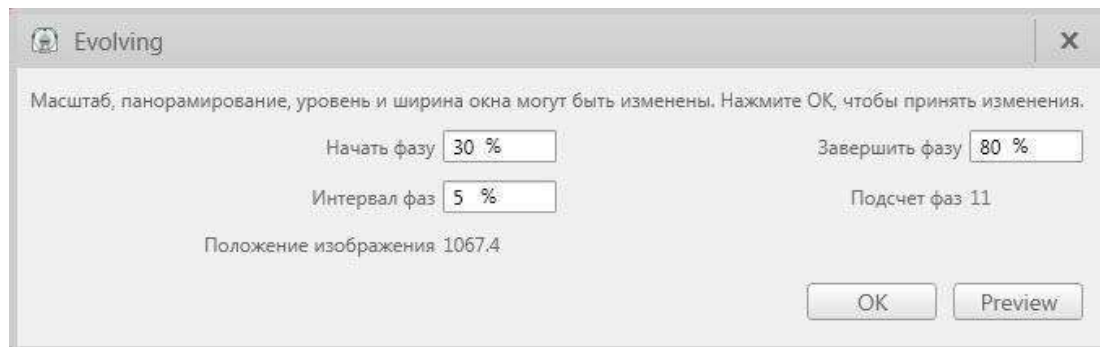 Evolving
Масштаб, панорамирование, уровень и ширина окна могут быть изменены. Нажмите ОК, чтобы принять изменения.
Начать фазу 30 % Завершить фазу 80 %
Интервал фаз 5 % Подсчет фаз 11
Положение изображения 1067.4
OK Preview